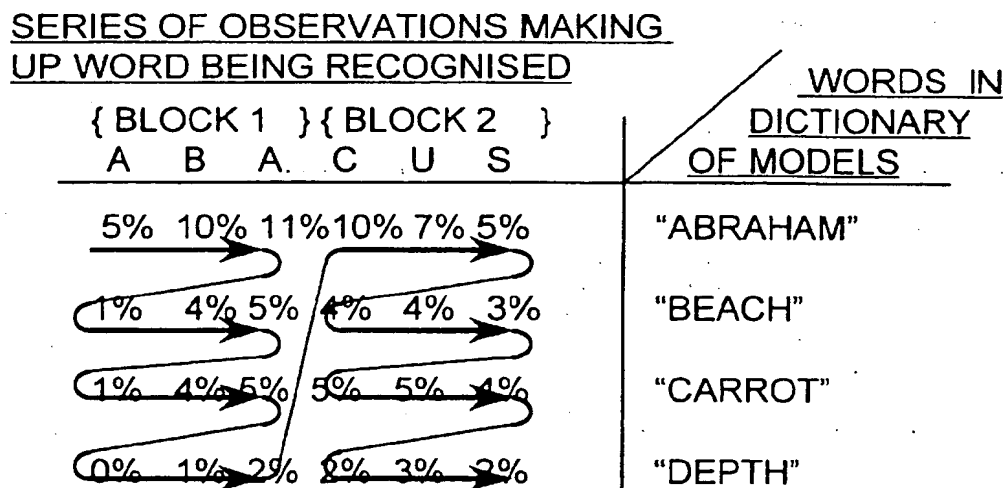 SERIES OF OBSERVATIONS MAKING
UP WORD BEING RECOGNISED
WORDS IN
DICTIONARY
OF MODELS
{ BLOCK 1 } { BLOCK 2 }
A B A. C U S
5% 10% 11% 10% 7% 5% "ABRAHAM"
1% 4% 5% 4% 4% 3% "BEACH"
1% 4% 5% 5% 5% 4% "CARROT"
0% 1% 2% 2% 3% 2% "DEPTH"